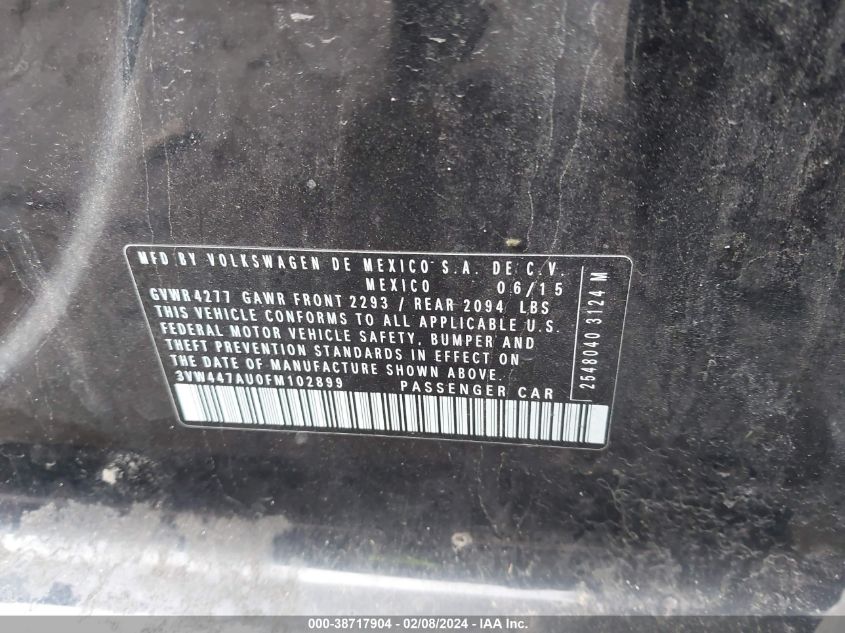 MFD BY VOLKSWAGEN DE MEXICO S.A. DE C.V.
MEXICO 06/15
GVWR 4277 GAWR FRONT 2293 / REAR 2094 LBS
THIS VEHICLE CONFORMS TO ALL APPLICABLE U.S.
FEDERAL MOTOR VEHICLE SAFETY, BUMPER AND
THEFT PREVENTION STANDARDS IN EFFECT ON
THE DATE OF MANUFACTURE SHOWN ABOVE.
3VW447AU0FM102899 PASSENGER CAR
2548040 3124 M
000-38717904 - 02/08/2024 - IAA Inc.